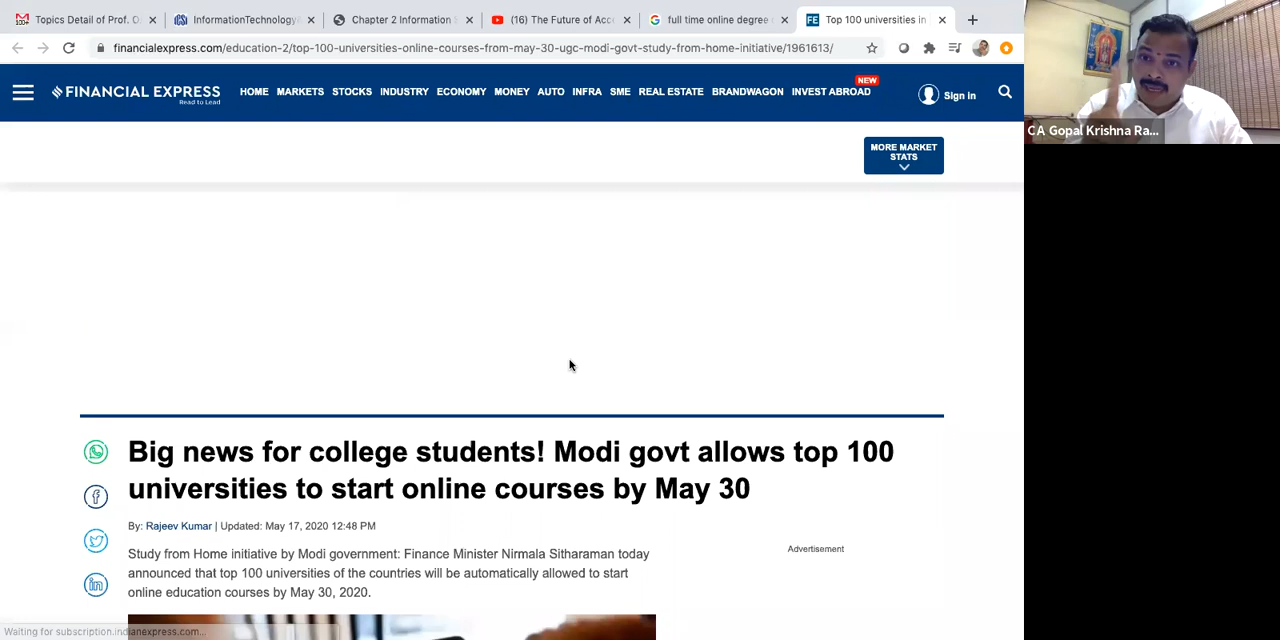 Topics Detail of Prof. O
InformationTechnology&
Chapter 2 Information S
(16) The Future of Acc
full time online degree
Top 100 universities in
financialexpress.com/education-2/top-100-universities-online-courses-from-may-30-ugc-modi-govt-study-from-home-initiative/1961613/
FINANCIAL EXPRESS
Read to Lead
HOME MARKETS STOCKS INDUSTRY ECONOMY MONEY AUTO INFRA SME REAL ESTATE BRANDWAGON INVEST ABROAD
NEW
Sign in
MORE MARKET
STATS
C A Gopal Krishna Ra...
Big news for college students! Modi govt allows top 100
universities to start online courses by May 30
By: Rajeev Kumar | Updated: May 17, 2020 12:48 PM
Study from Home initiative by Modi government: Finance Minister Nirmala Sitharaman today
announced that top 100 universities of the countries will be automatically allowed to start
online education courses by May 30, 2020.
Advertisement
Waiting for subscription.indianexpress.com...